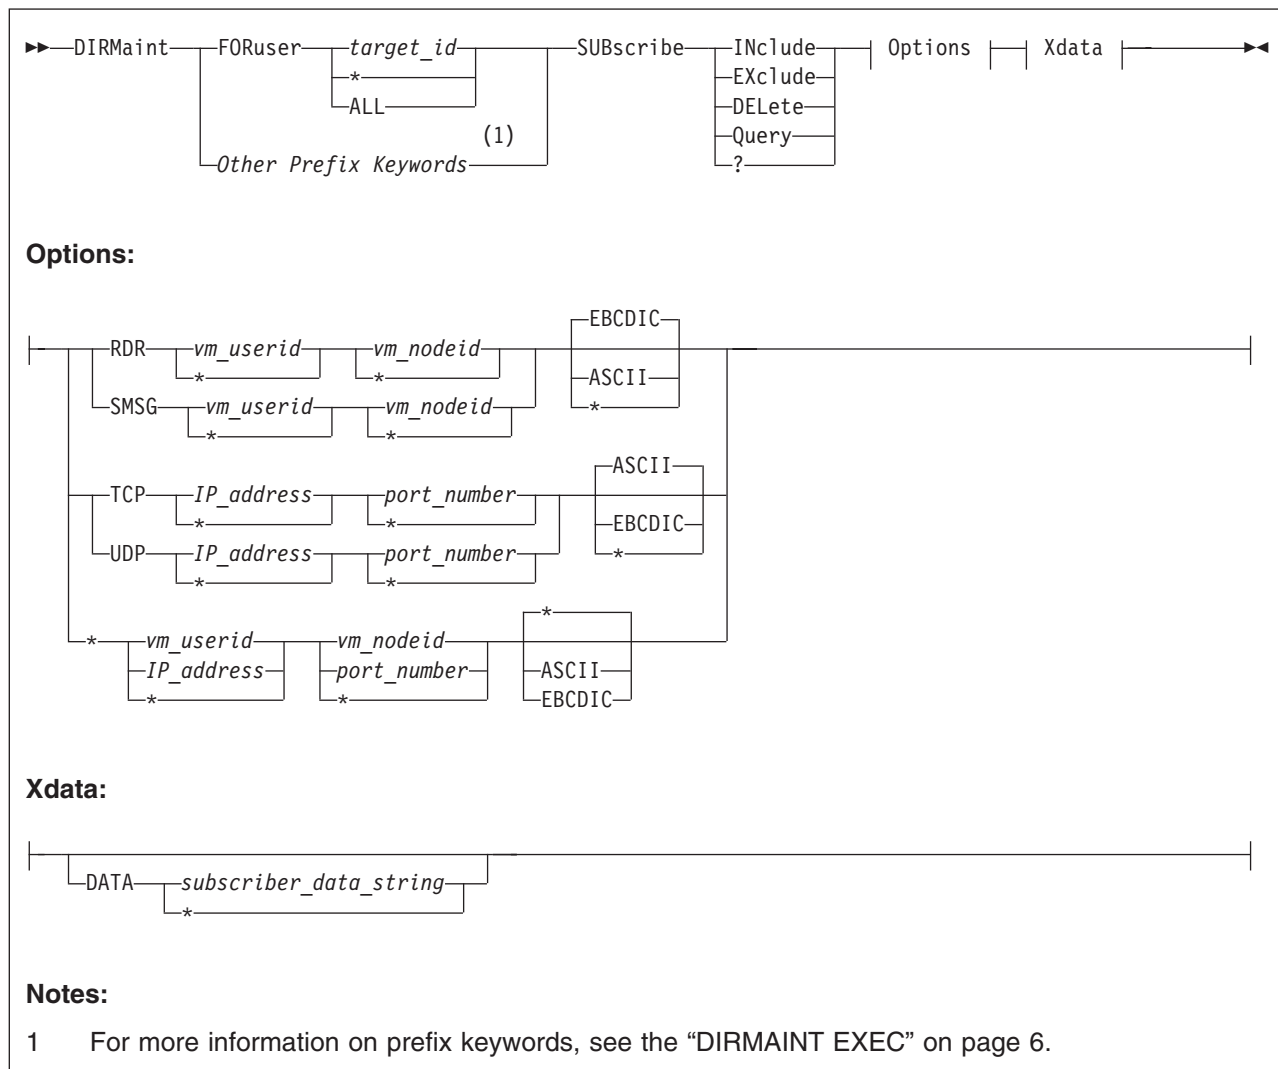 DIRMaint FORuser target_id SUBscribe INclude Options Xdata
* EXclude
ALL DELete
(1) Query
Other Prefix Keywords ?
Options:
EBCDIC
RDR vm_userid vm_nodeid
* * ASCII
SMSG vm_userid vm_nodeid *
* *
ASCII
TCP IP_address port_number
* * EBCDIC
UDP IP_address port_number *
* *
*
* vm_userid vm_nodeid
IP_address port_number ASCII
* * EBCDIC
Xdata:
DATA subscriber_data_string
*
Notes:
1 For more information on prefix keywords, see the “DIRMAINT EXEC” on page 6.